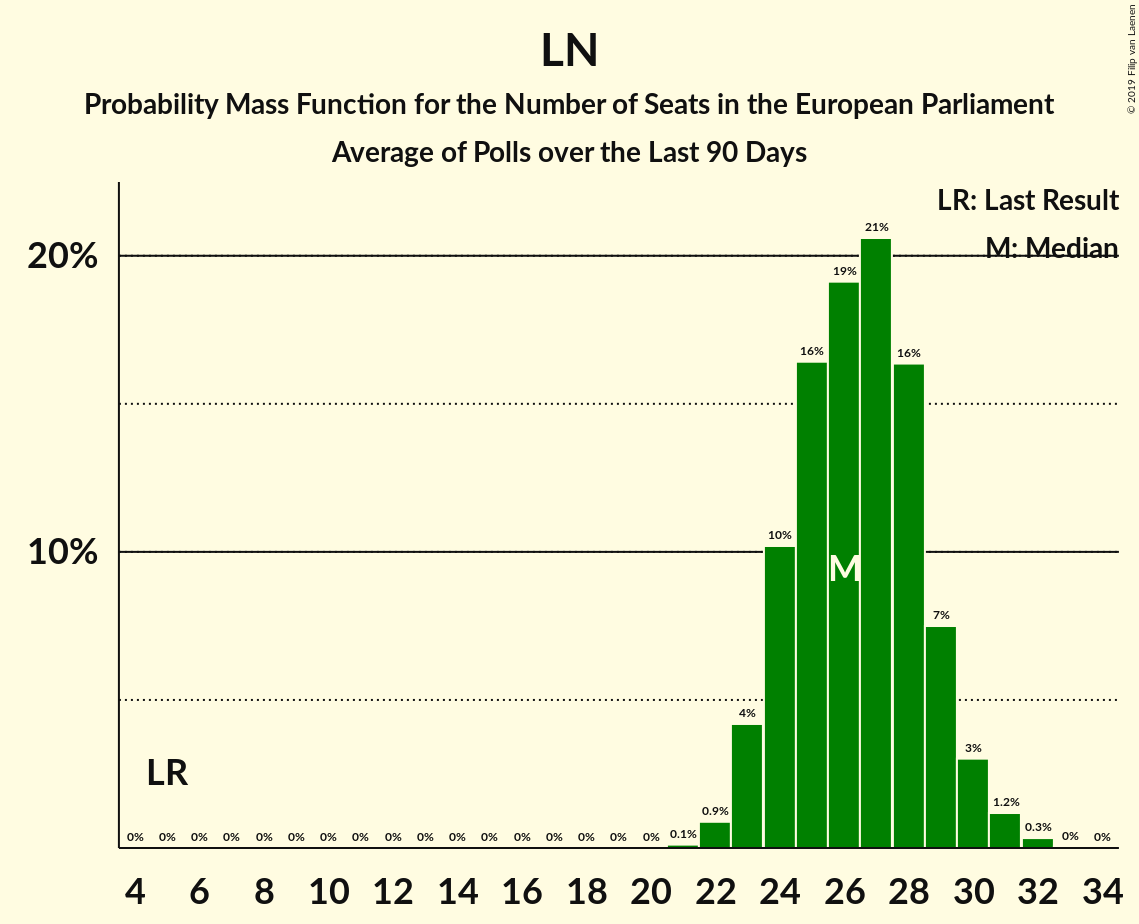 LN
Probability Mass Function for the Number of Seats in the European Parliament
Average of Polls over the Last 90 Days
© 2019 Filip van Laenen
LR: Last Result
M: Median
20%
10%
0% 0% 0% 0% 0% 0% 0% 0% 0% 0% 0% 0% 0% 0% 0% 0% 0% 0.1% 0.9% 4% 10% 16% 19% 21% 16% 7% 3% 1.2% 0.3% 0% 0%
M
LR
4 6 8 10 12 14 16 18 20 22 24 26 28 30 32 34